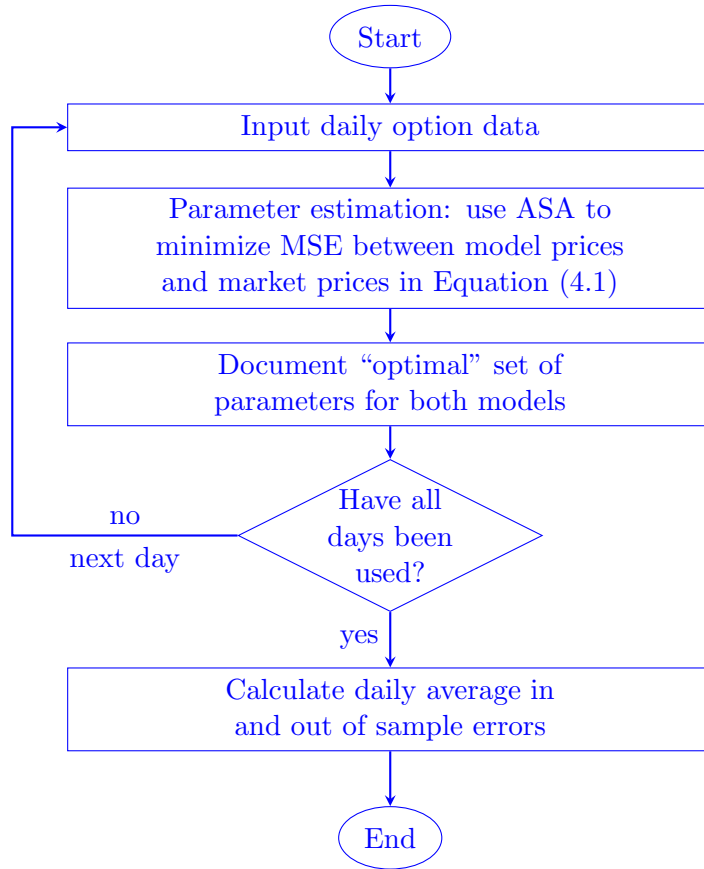 Start
Input daily option data
Parameter estimation: use ASA to
minimize MSE between model prices
and market prices in Equation (4.1)
Document “optimal” set of
parameters for both models
Have all
days been
used?
no
next day
yes
Calculate daily average in
and out of sample errors
End